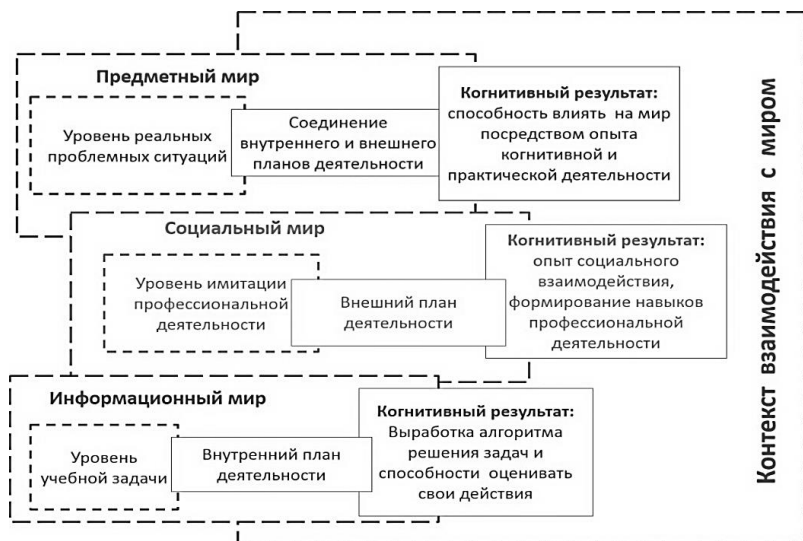 Предметный мир
Уровень реальных
проблемных ситуаций
Соединение
внутреннего и внешнего
планов деятельности
Когнитивный результат:
способность влиять на мир
посредством опыта
когнитивной и
практической деятельности
Социальный мир
Уровень имитации
профессиональной
деятельности
Внешний план
деятельности
Когнитивный результат:
опыт социального
взаимодействия,
формирование навыков
профессиональной
деятельности
Информационный мир
Уровень
учебной задачи
Внутренний план
деятельности
Когнитивный результат:
Выработка алгоритма
решения задач и
способности оценивать
свои действия
Контекст взаимодействия с миром